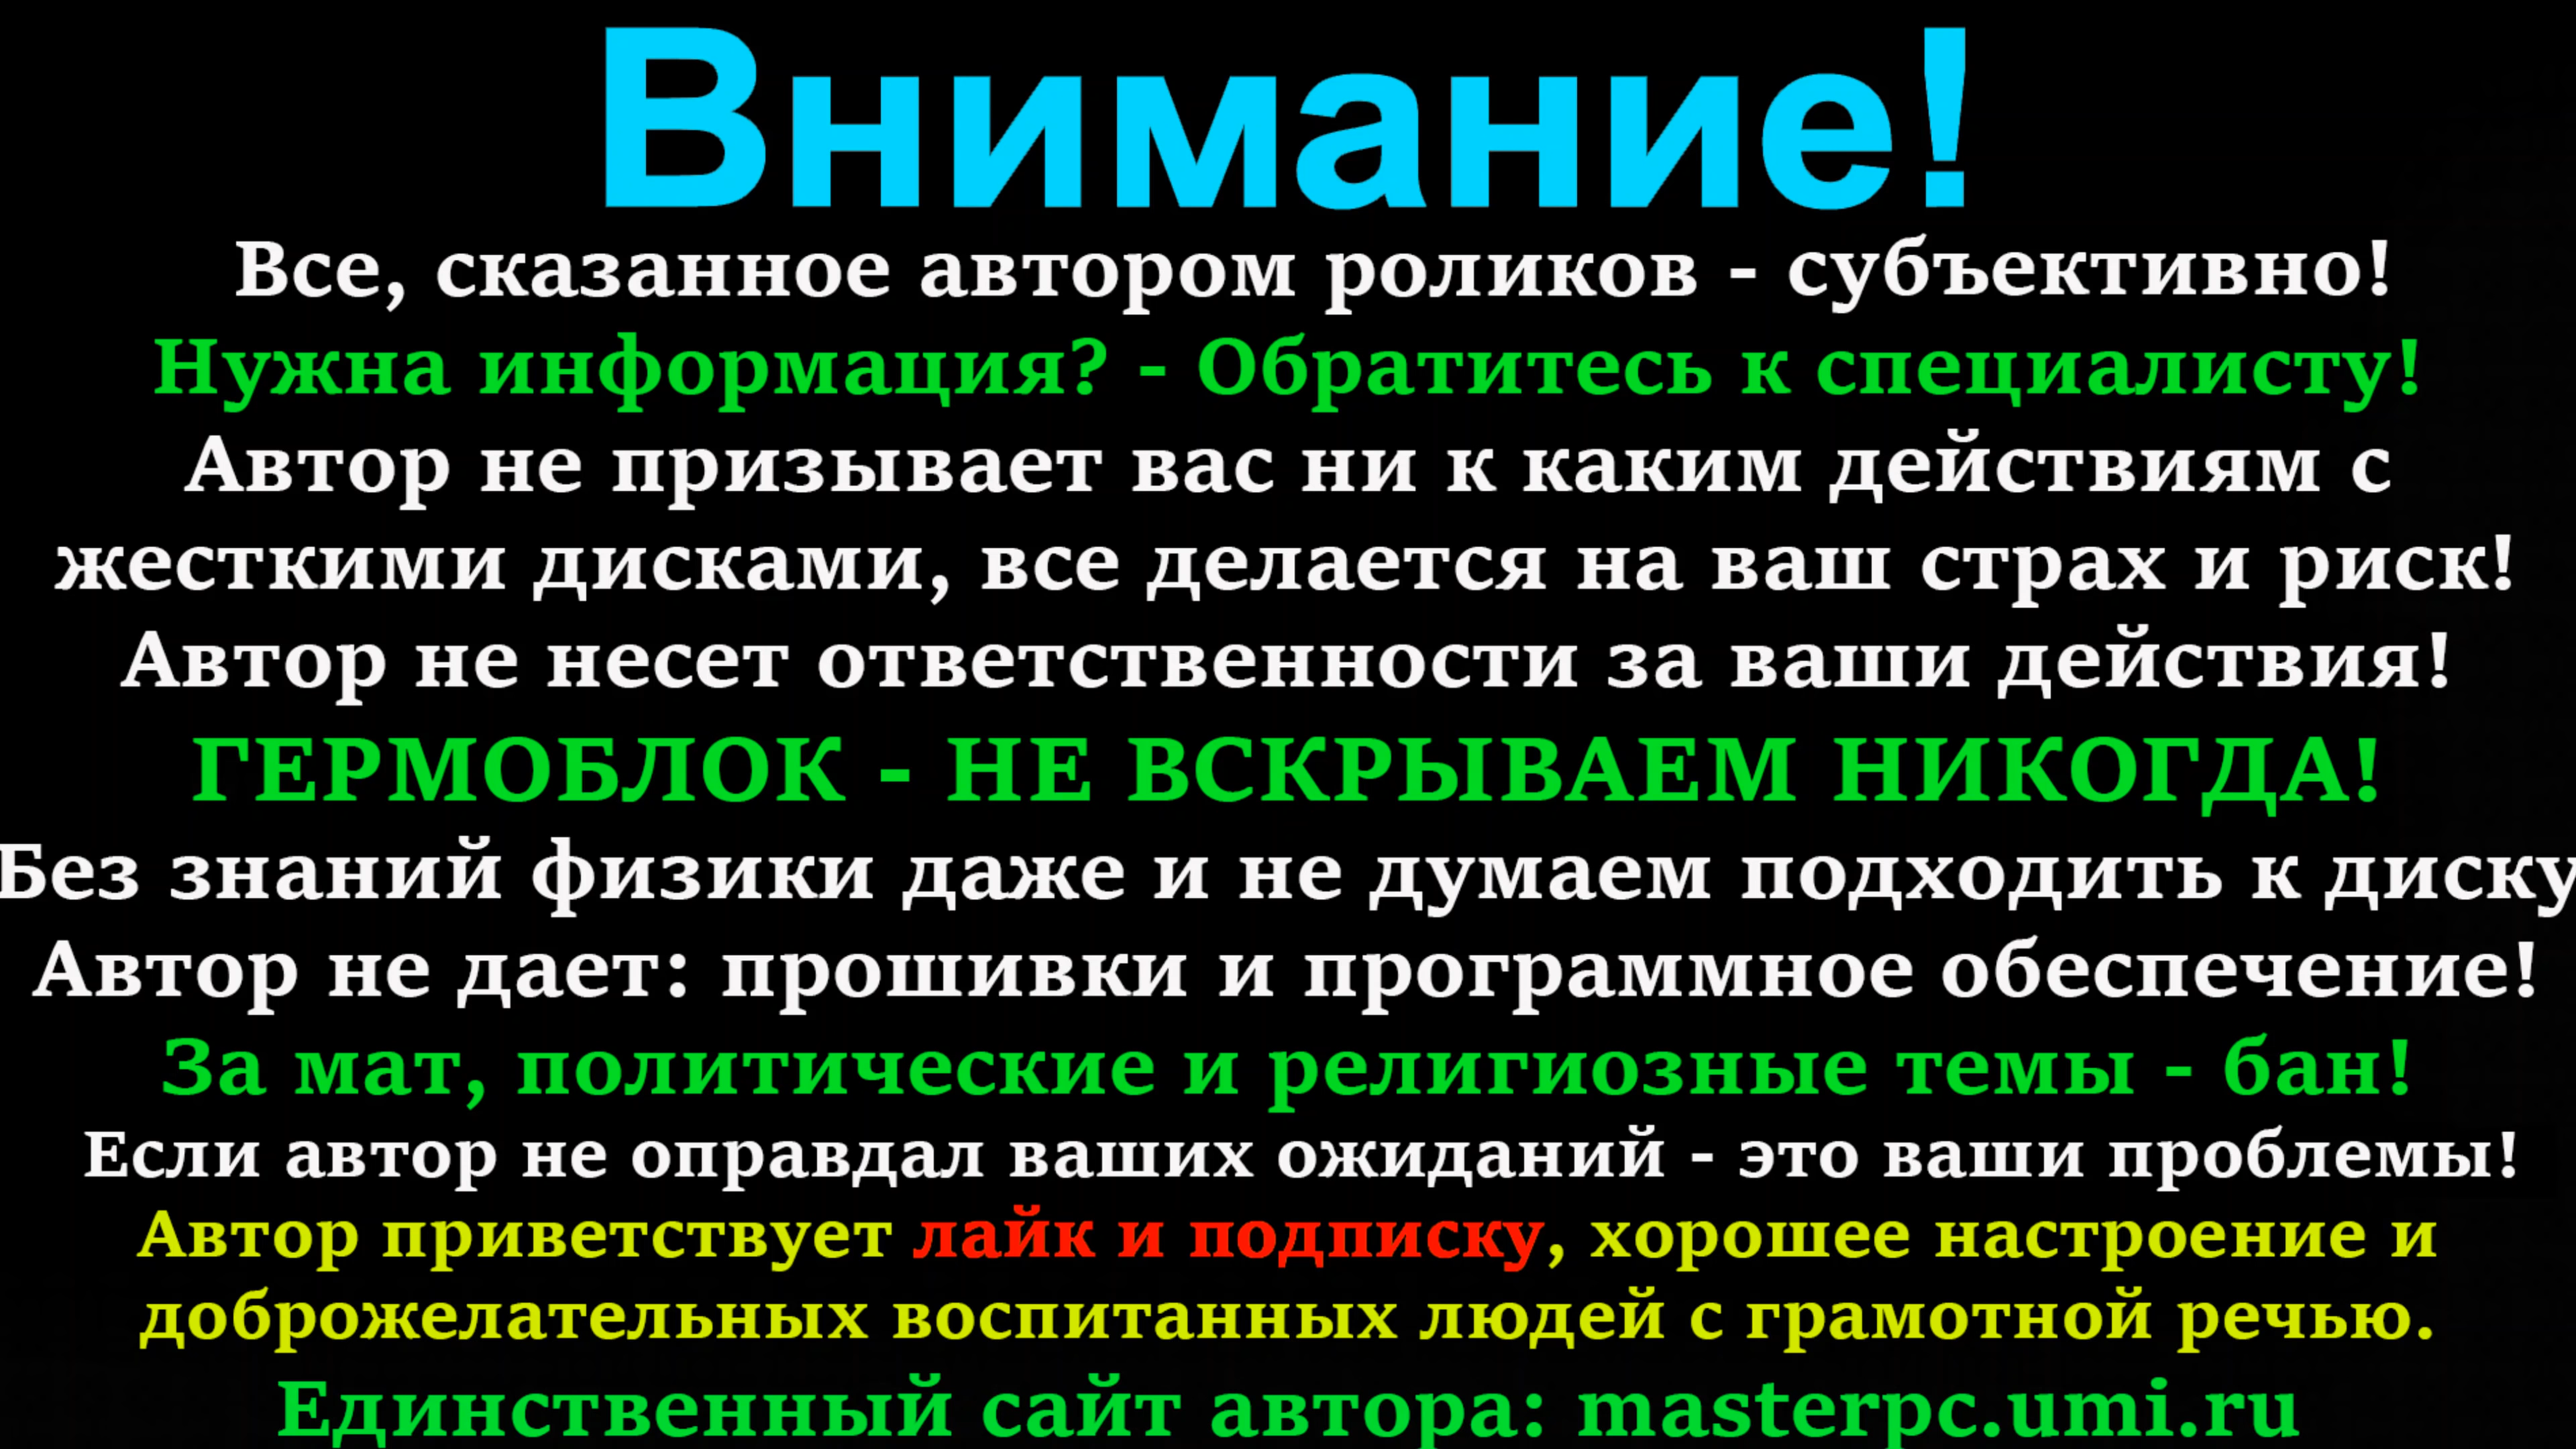 Внимание!
Все, сказанное автором роликов - субъективно!
Нужна информация? - Обратитесь к специалисту!
Автор не призывает вас ни к каким действиям с
жесткими дисками, все делается на ваш страх и риск!
Автор не несет ответственности за ваши действия!
ГЕРМОБЛОК - НЕ ВСКРЫВАЕМ НИКОГДА!
Без знаний физики даже и не думаем подходить к диску
Автор не дает: прошивки и программное обеспечение!
За мат, политические и религиозные темы - бан!
Если автор не оправдал ваших ожиданий - это ваши проблемы!
Автор приветствует лайк и подписку, хорошее настроение и
доброжелательных воспитанных людей с грамотной речью.
Единственный сайт автора: masterpc.umi.ru